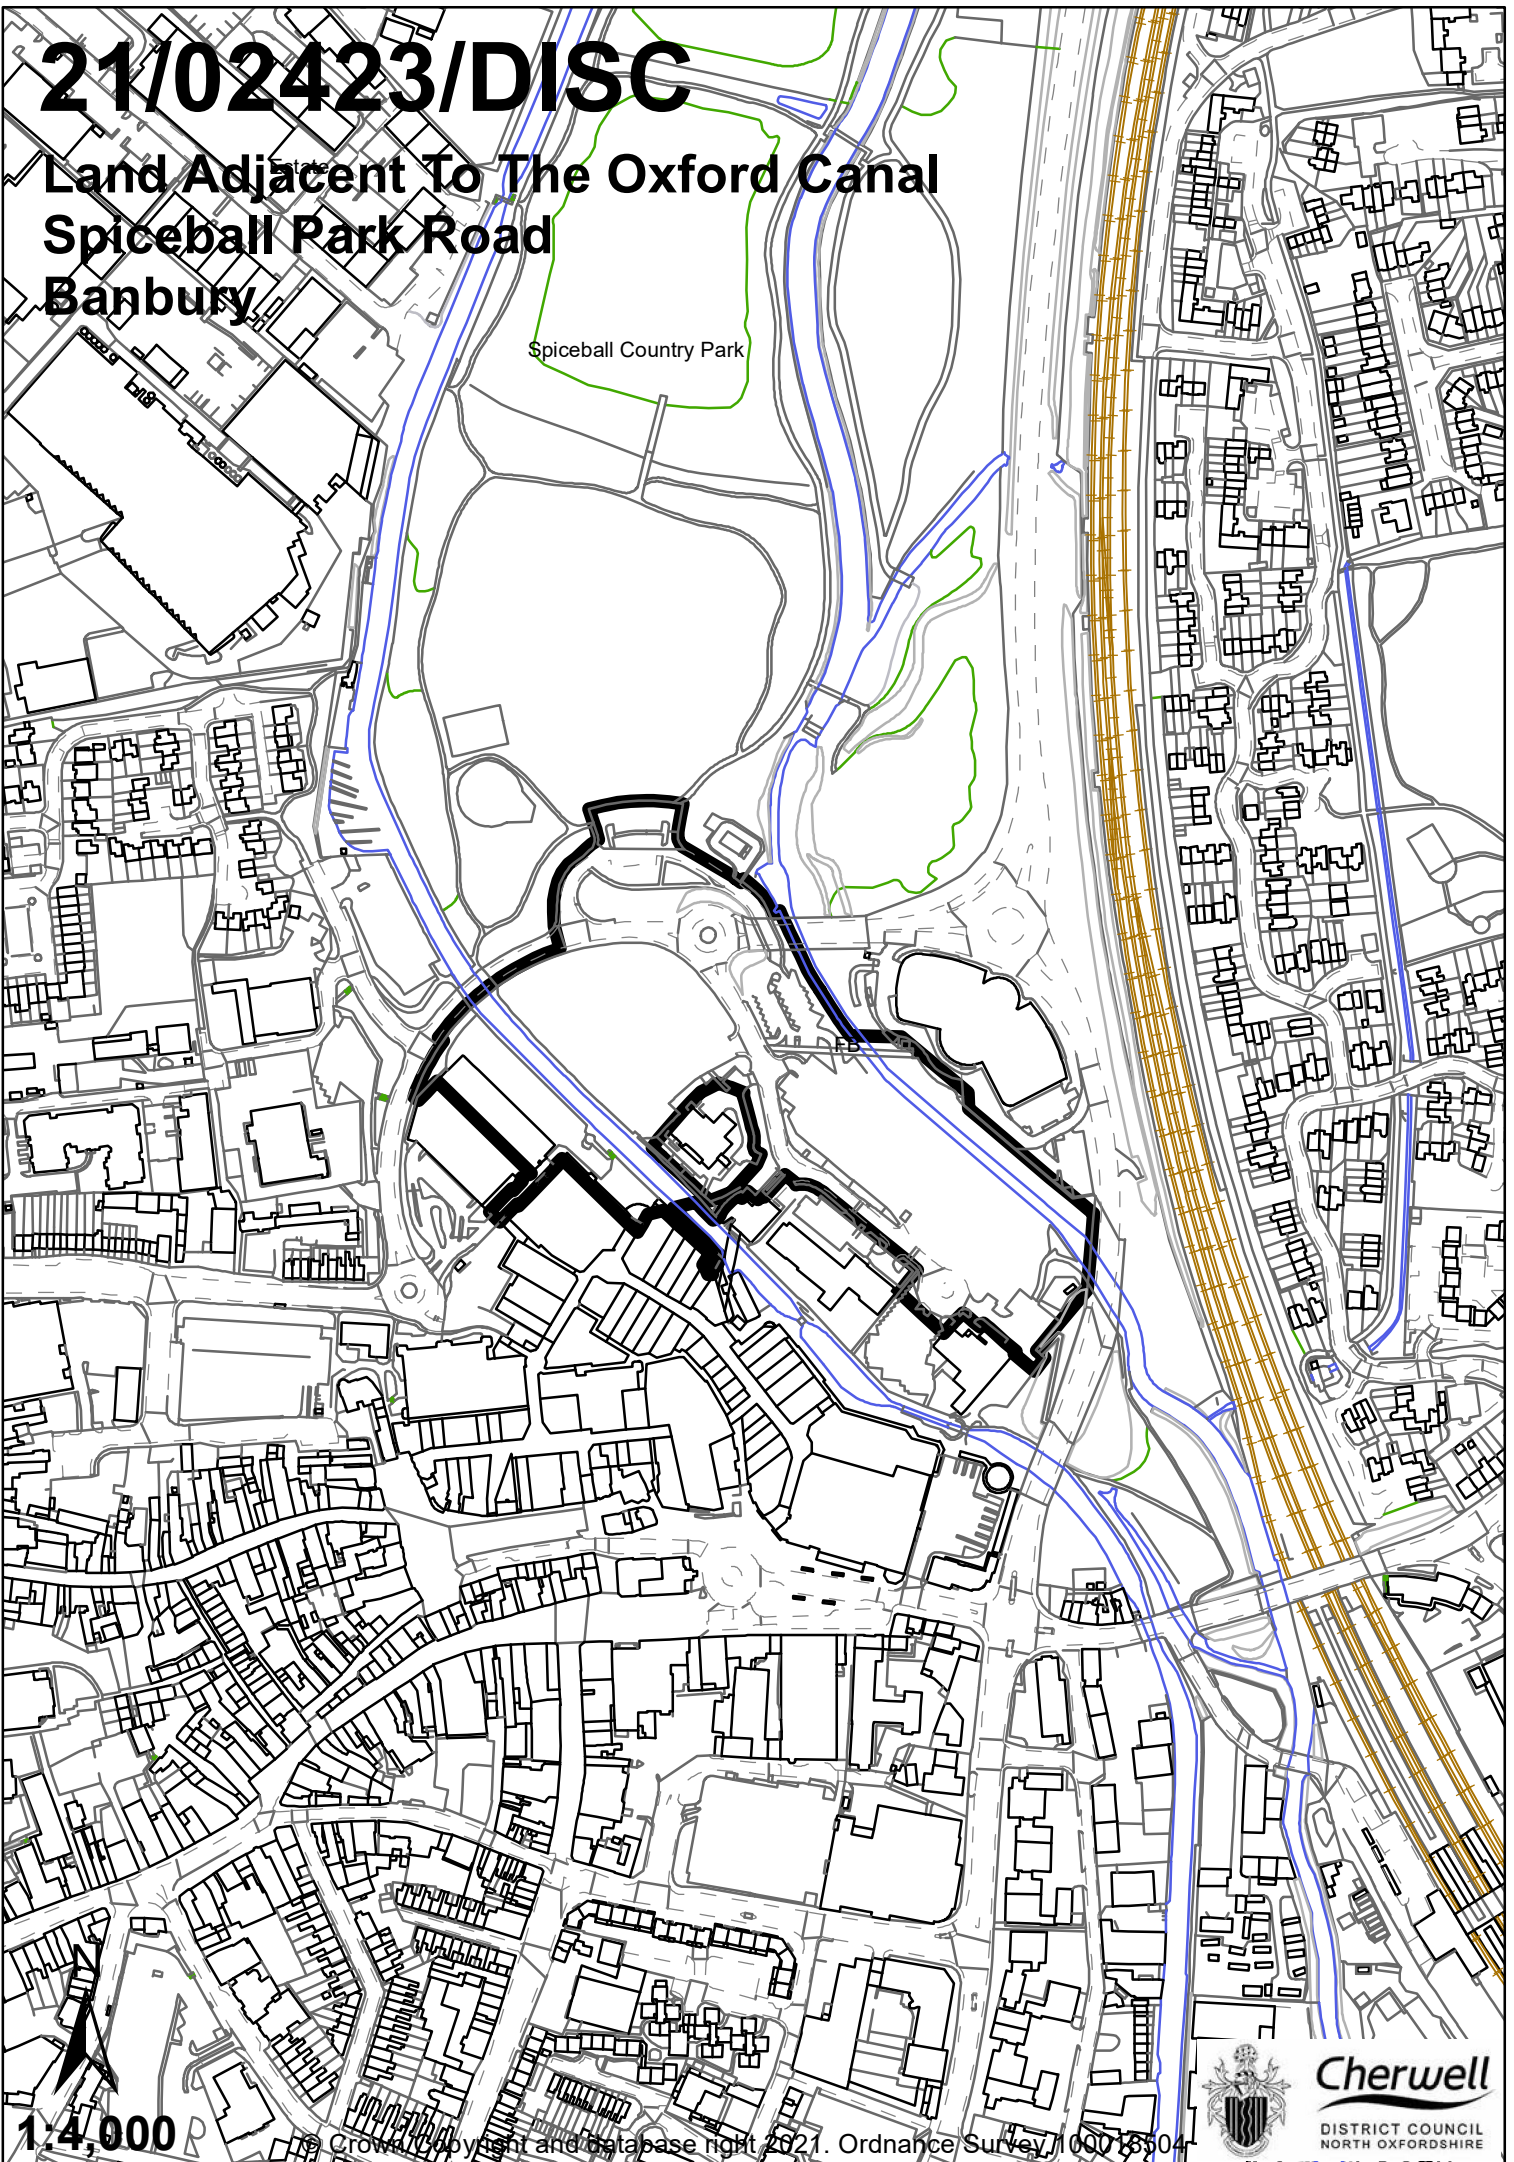 21/02423/DISC
Estate
Land Adjacent To The Oxford Canal
Spiceball Park Road
Banbury
Spiceball Country Park
FB
N
1:4,000
© Crown Copyright and database right 2021. Ordnance Survey 100018504
Cherwell
DISTRICT COUNCIL
NORTH OXFORDSHIRE